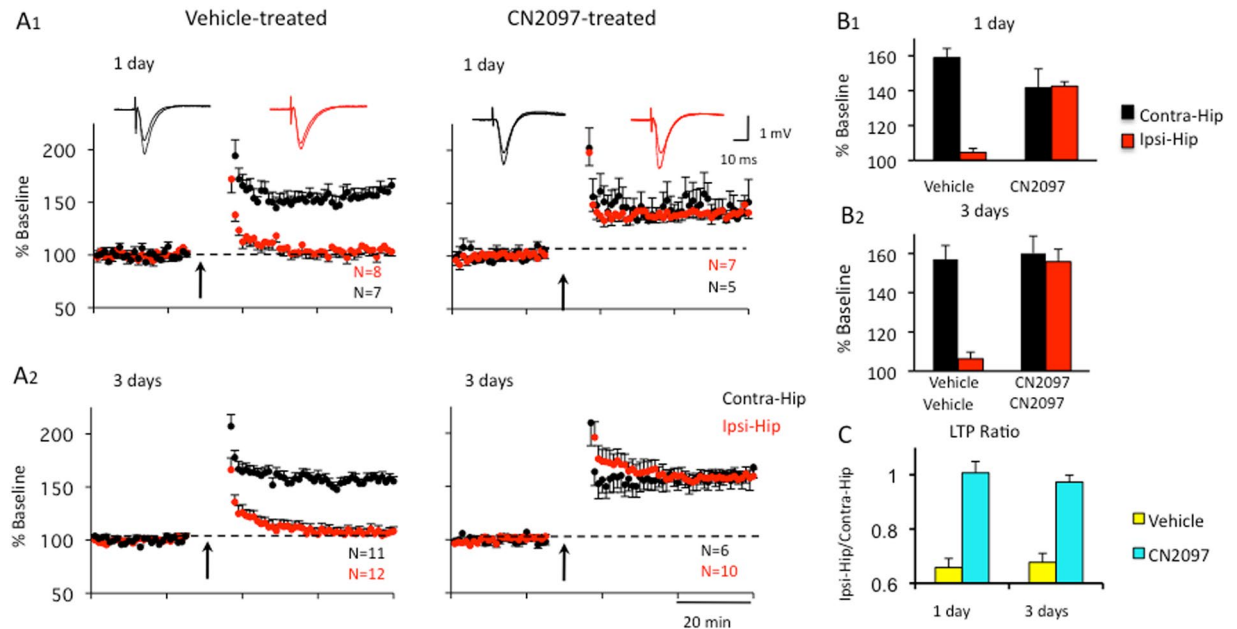 A1
Vehicle-treated
CN2097-treated
1 day
1 day
1 mV
10 ms
200
150
100
50
% Baseline
N=8
N=7
N=7
N=5
A2
3 days
3 days
Contra-Hip
Ipsi-Hip
200
150
100
50
% Baseline
N=11
N=12
N=6
N=10
20 min
B1
1 day
160
140
120
100
% Baseline
Vehicle
CN2097
Contra-Hip
Ipsi-Hip
B2
3 days
160
140
120
100
% Baseline
Vehicle
CN2097
Vehicle
CN2097
C
LTP Ratio
1
0.8
0.6
Ipsi-Hip/Contra-Hip
1 day
3 days
Vehicle
CN2097